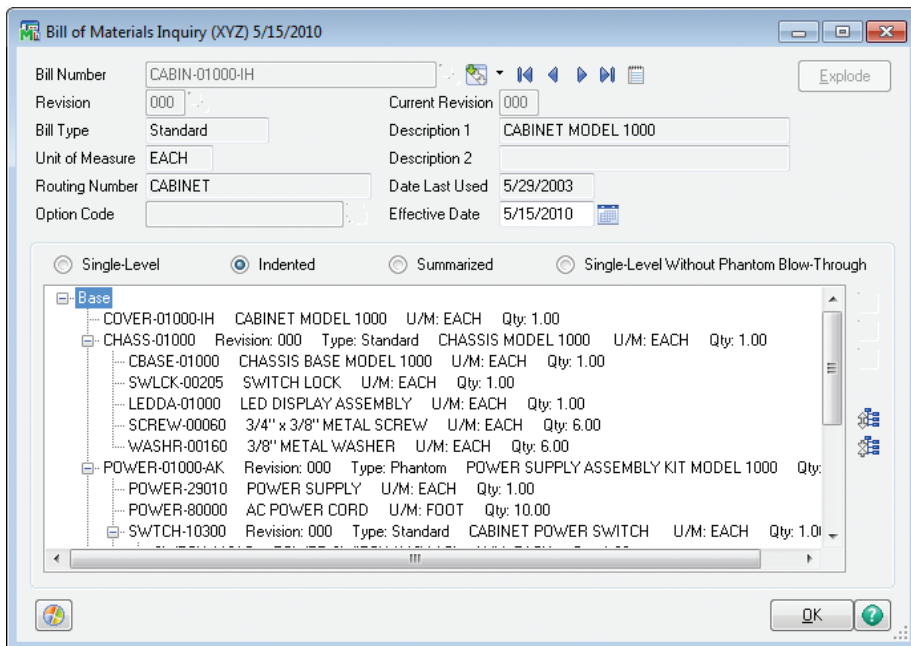 Bill of Materials Inquiry (XYZ) 5/15/2010
Bill Number CABIN-01000-IH Explode
Revision 000 Current Revision 000
Bill Type Standard Description 1 CABINET MODEL 1000
Unit of Measure EACH Description 2
Routing Number CABINET Date Last Used 5/29/2003
Option Code Effective Date 5/15/2010
Single-Level Indented Summarized Single-Level Without Phantom Blow-Through
Base
COVER-01000-IH CABINET MODEL 1000 U/M: EACH Qty: 1.00
CHASS-01000 Revision: 000 Type: Standard CHASSIS MODEL 1000 U/M: EACH Qty: 1.00
CBASE-01000 CHASSIS BASE MODEL 1000 U/M: EACH Qty: 1.00
SWLCK-00205 SWITCH LOCK U/M: EACH Qty: 1.00
LEDDA-01000 LED DISPLAY ASSEMBLY U/M: EACH Qty: 1.00
SCREW-00060 3/4" x 3/8" METAL SCREW U/M: EACH Qty: 6.00
WASHR-00160 3/8" METAL WASHER U/M: EACH Qty: 6.00
POWER-01000-AK Revision: 000 Type: Phantom POWER SUPPLY ASSEMBLY KIT MODEL 1000 Qty:
POWER-29010 POWER SUPPLY U/M: EACH Qty: 1.00
POWER-80000 AC POWER CORD U/M: FOOT Qty: 10.00
SWTCH-10300 Revision: 000 Type: Standard CABINET POWER SWITCH U/M: EACH Qty: 1.0
OK